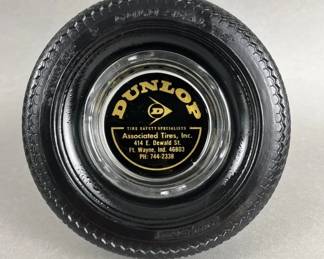 DUNLOP
D
TIRE SAFETY SPECIALISTS
Associated Tires, Inc.
414 E. Dewald St.
Ft. Wayne, Ind. 46803
PH: 744-2338